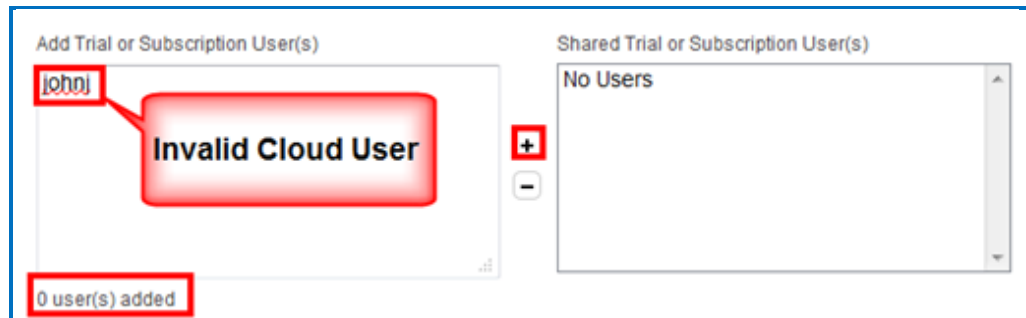 Add Trial or Subscription User(s)
Shared Trial or Subscription User(s)
johnj
No Users
Invalid Cloud User
+
-
0 user(s) added